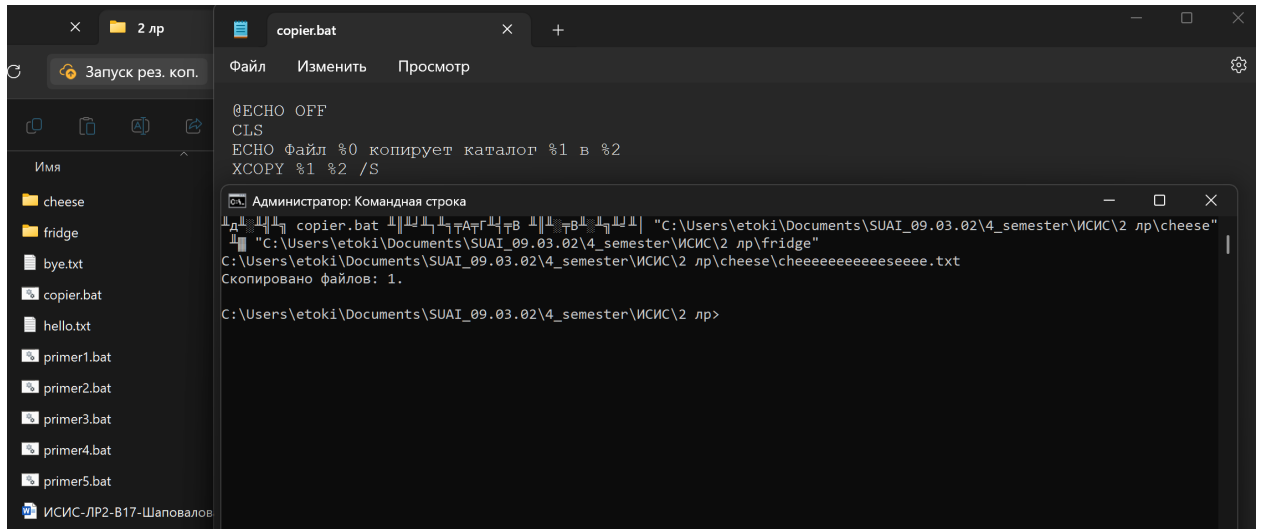 2 лр
copier.bat
Запуск рез. коп.
Файл Изменить Просмотр
@ECHO OFF
CLS
ECHO Файл %0 копирует каталог %1 в %2
XCOPY %1 %2 /S
Имя
cheese
fridge
bye.txt
copier.bat
hello.txt
primer1.bat
primer2.bat
primer3.bat
primer4.bat
primer5.bat
ИСИС-ЛР2-В17-Шаповалов
Администратор: Командная строка
copier.bat "C:\Users\etoki\Documents\SUAI_09.03.02\4_semester\ИСИС\2 лр\cheese"
"C:\Users\etoki\Documents\SUAI_09.03.02\4_semester\ИСИС\2 лр\fridge"
C:\Users\etoki\Documents\SUAI_09.03.02\4_semester\ИСИС\2 лр\cheese\cheeeeeeeeeeseeee.txt
Скопировано файлов: 1.
C:\Users\etoki\Documents\SUAI_09.03.02\4_semester\ИСИС\2 лр>